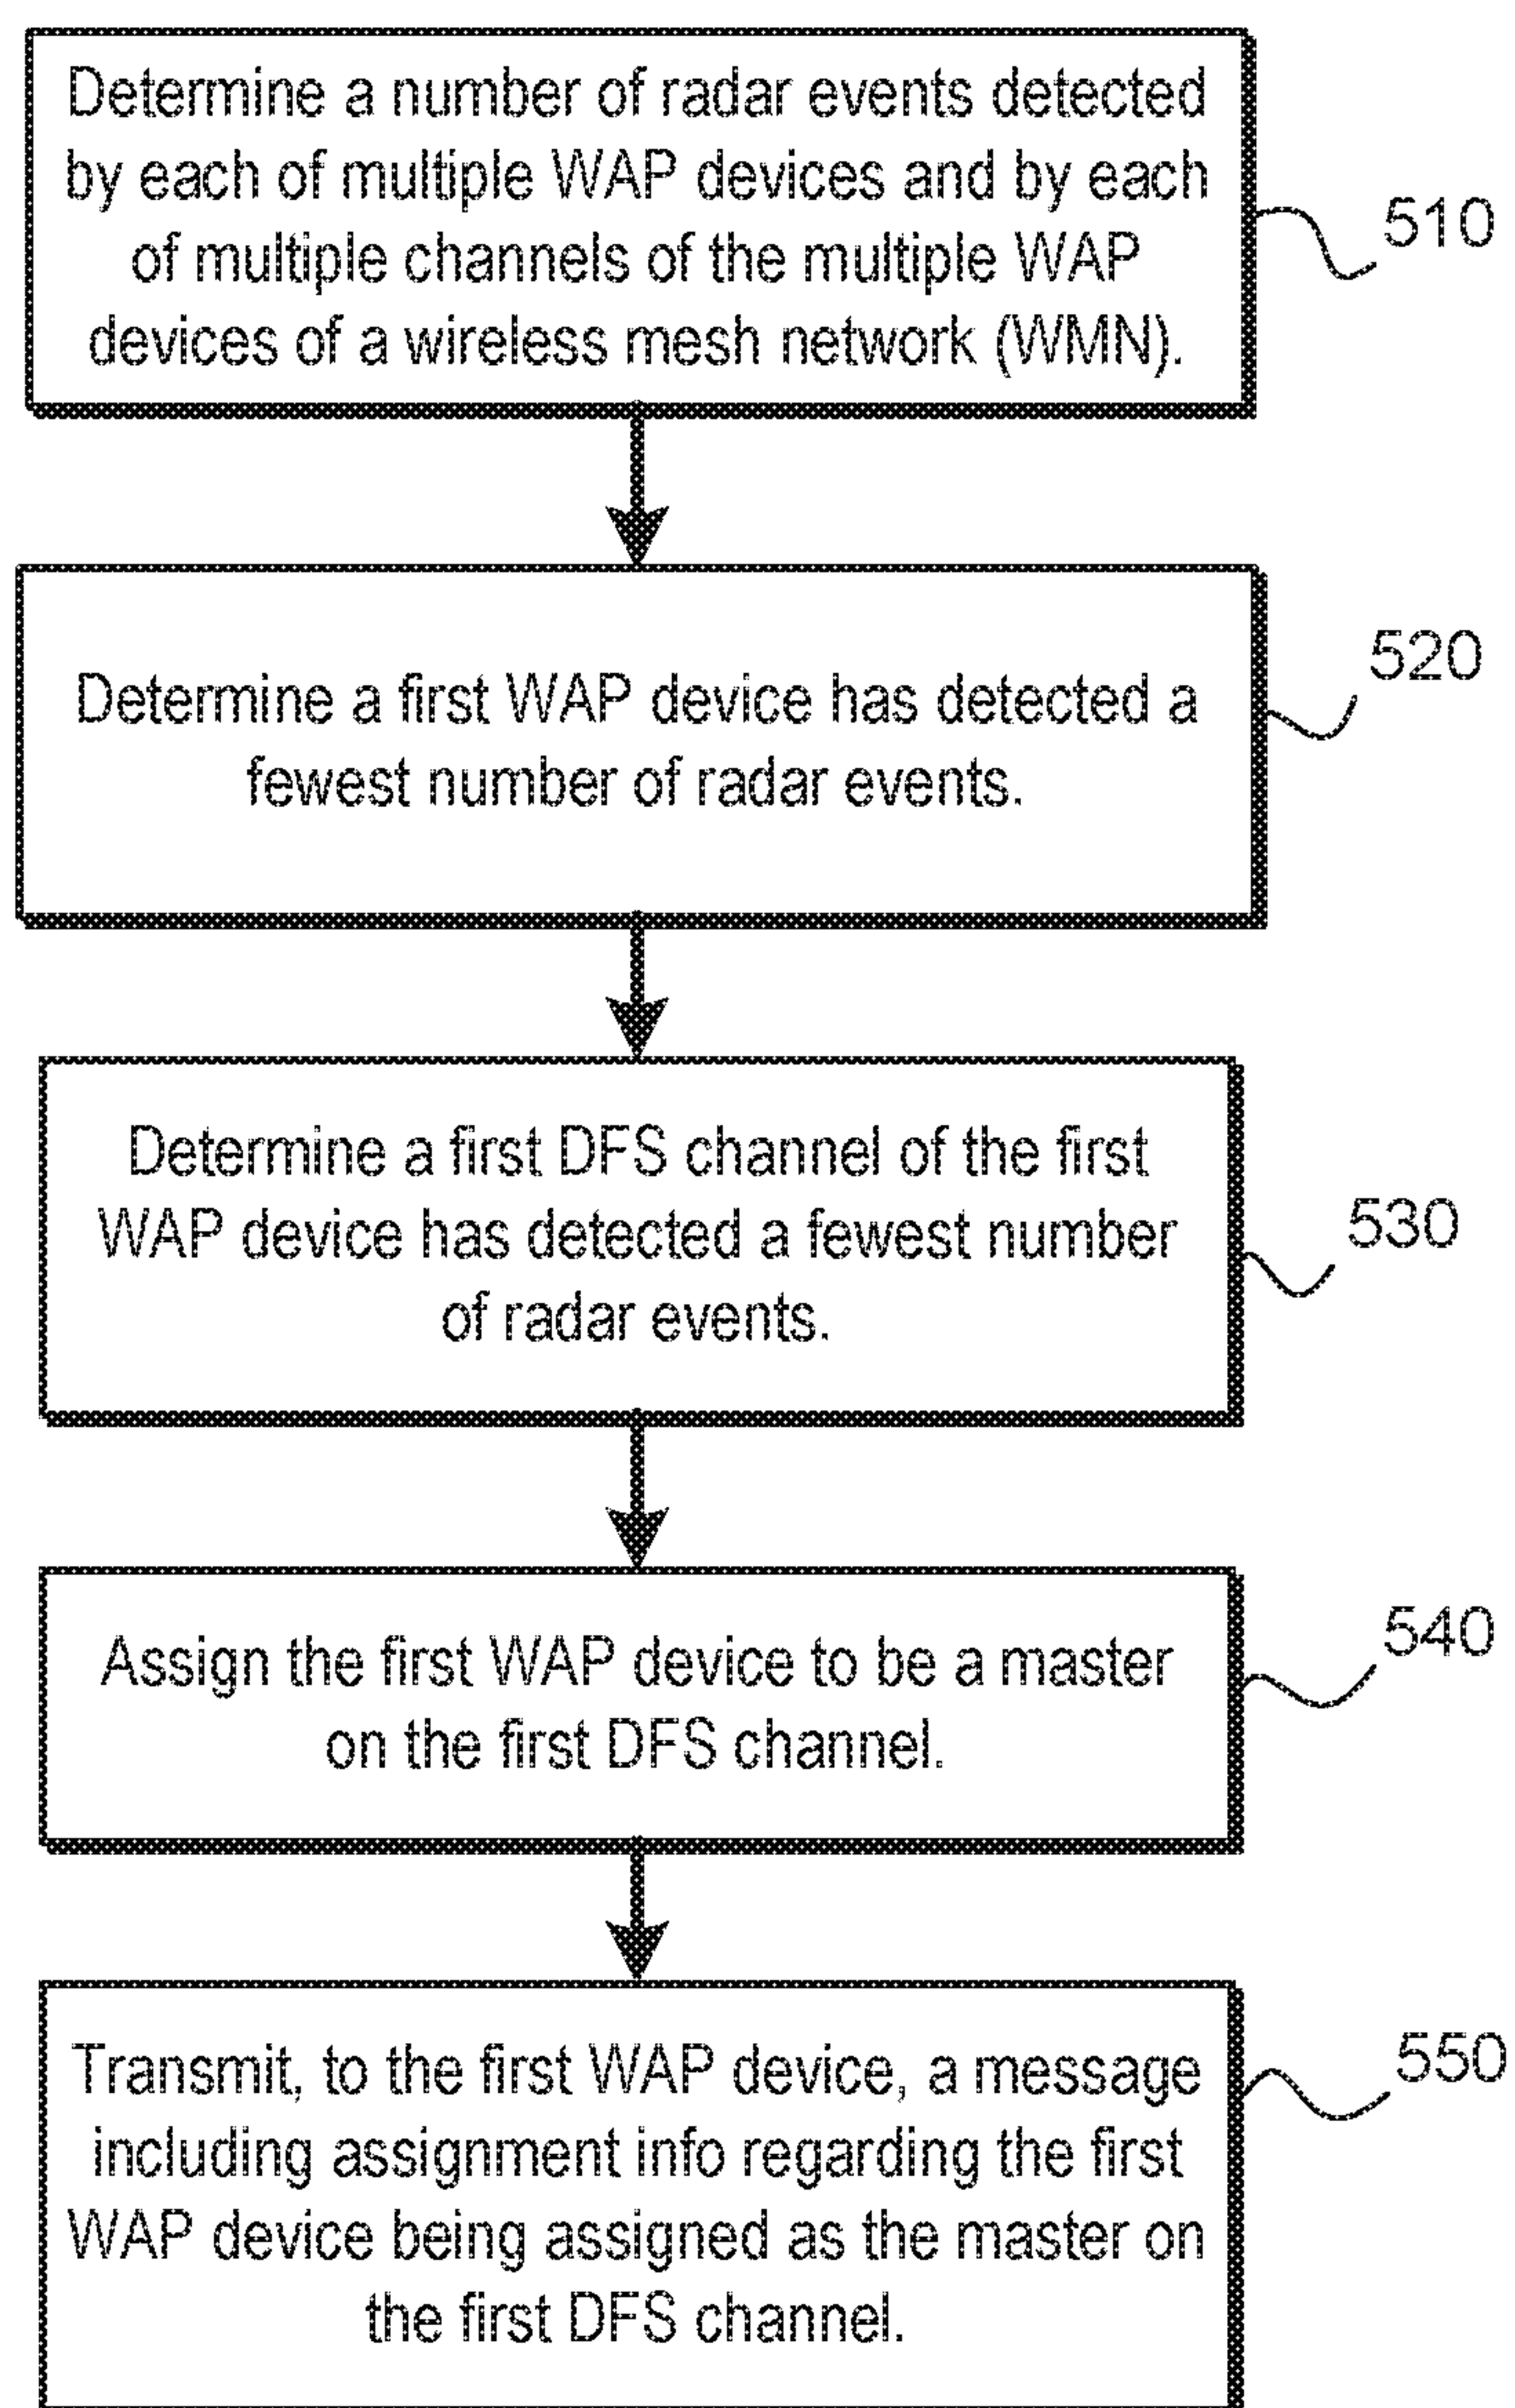 Determine a number of radar events detected
by each of multiple WAP devices and by each
of multiple channels of the multiple WAP
devices of a wireless mesh network (WMN).
510
Determine a first WAP device has detected a
fewest number of radar events.
520
Determine a first DFS channel of the first
WAP device has detected a fewest number
of radar events.
530
Assign the first WAP device to be a master
on the first DFS channel.
540
Transmit, to the first WAP device, a message
including assignment info regarding the first
WAP device being assigned as the master on
the first DFS channel.
550